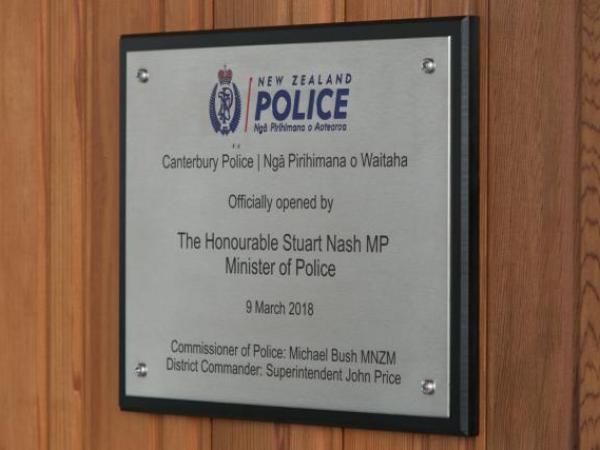 NEW ZEALAND
POLICE
Ngā Pirihimana o Aotearoa
Canterbury Police | Ngā Pirihimana o Waitaha
Officially opened by
The Honourable Stuart Nash MP
Minister of Police
9 March 2018
Commissioner of Police: Michael Bush MNZM
District Commander: Superintendent John Price